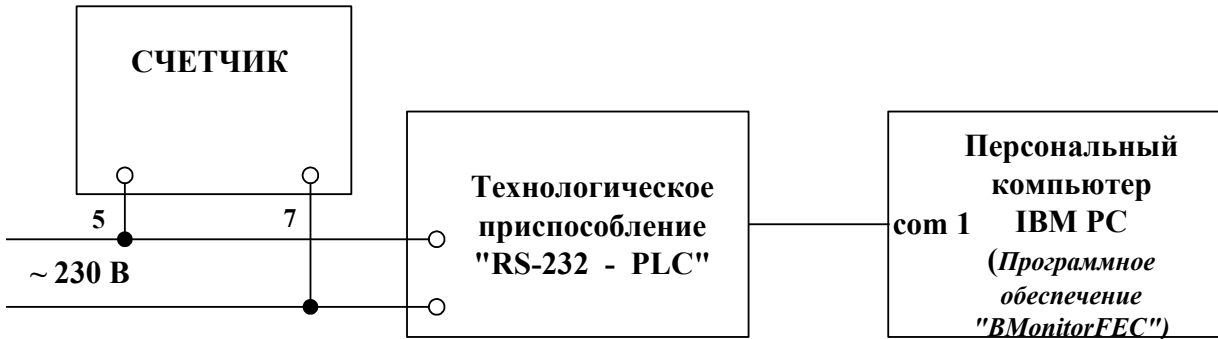 СЧЕТЧИК
5
7
~ 230 В
Технологическое
приспособление
"RS-232 - PLC"
com 1
Персональный
компьютер
IBM PC
(Программное
обеспечение
"BMonitorFEC")